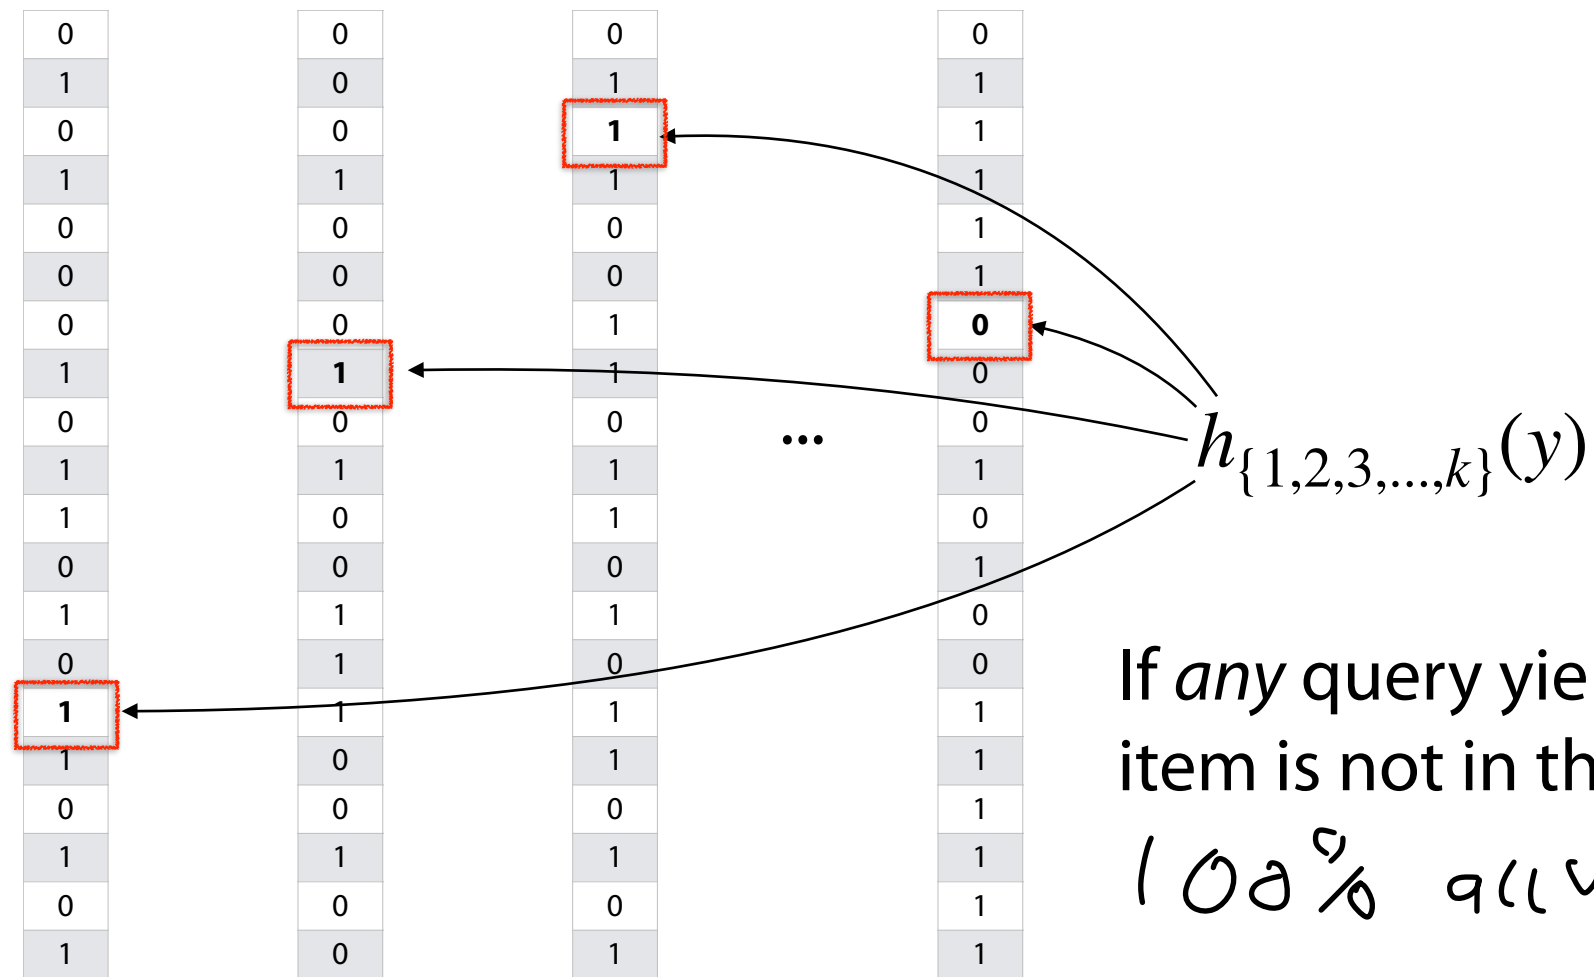 0 0 0 0
1 0 1 1
0 0 1 1
1 1 1 1
0 0 0 1
0 0 0 1
0 0 1 0
1 1 1 0
0 0 0 ... 0
1 1 1 1
1 0 1 0
0 0 0 1
1 1 1 0
0 1 0 0
1 1 1 1
1 0 1 1
0 0 0 1
1 1 1 1
0 0 0 1
1 0 1 1
h{1,2,3,...,k}(y)
If any query yie
item is not in th
100%